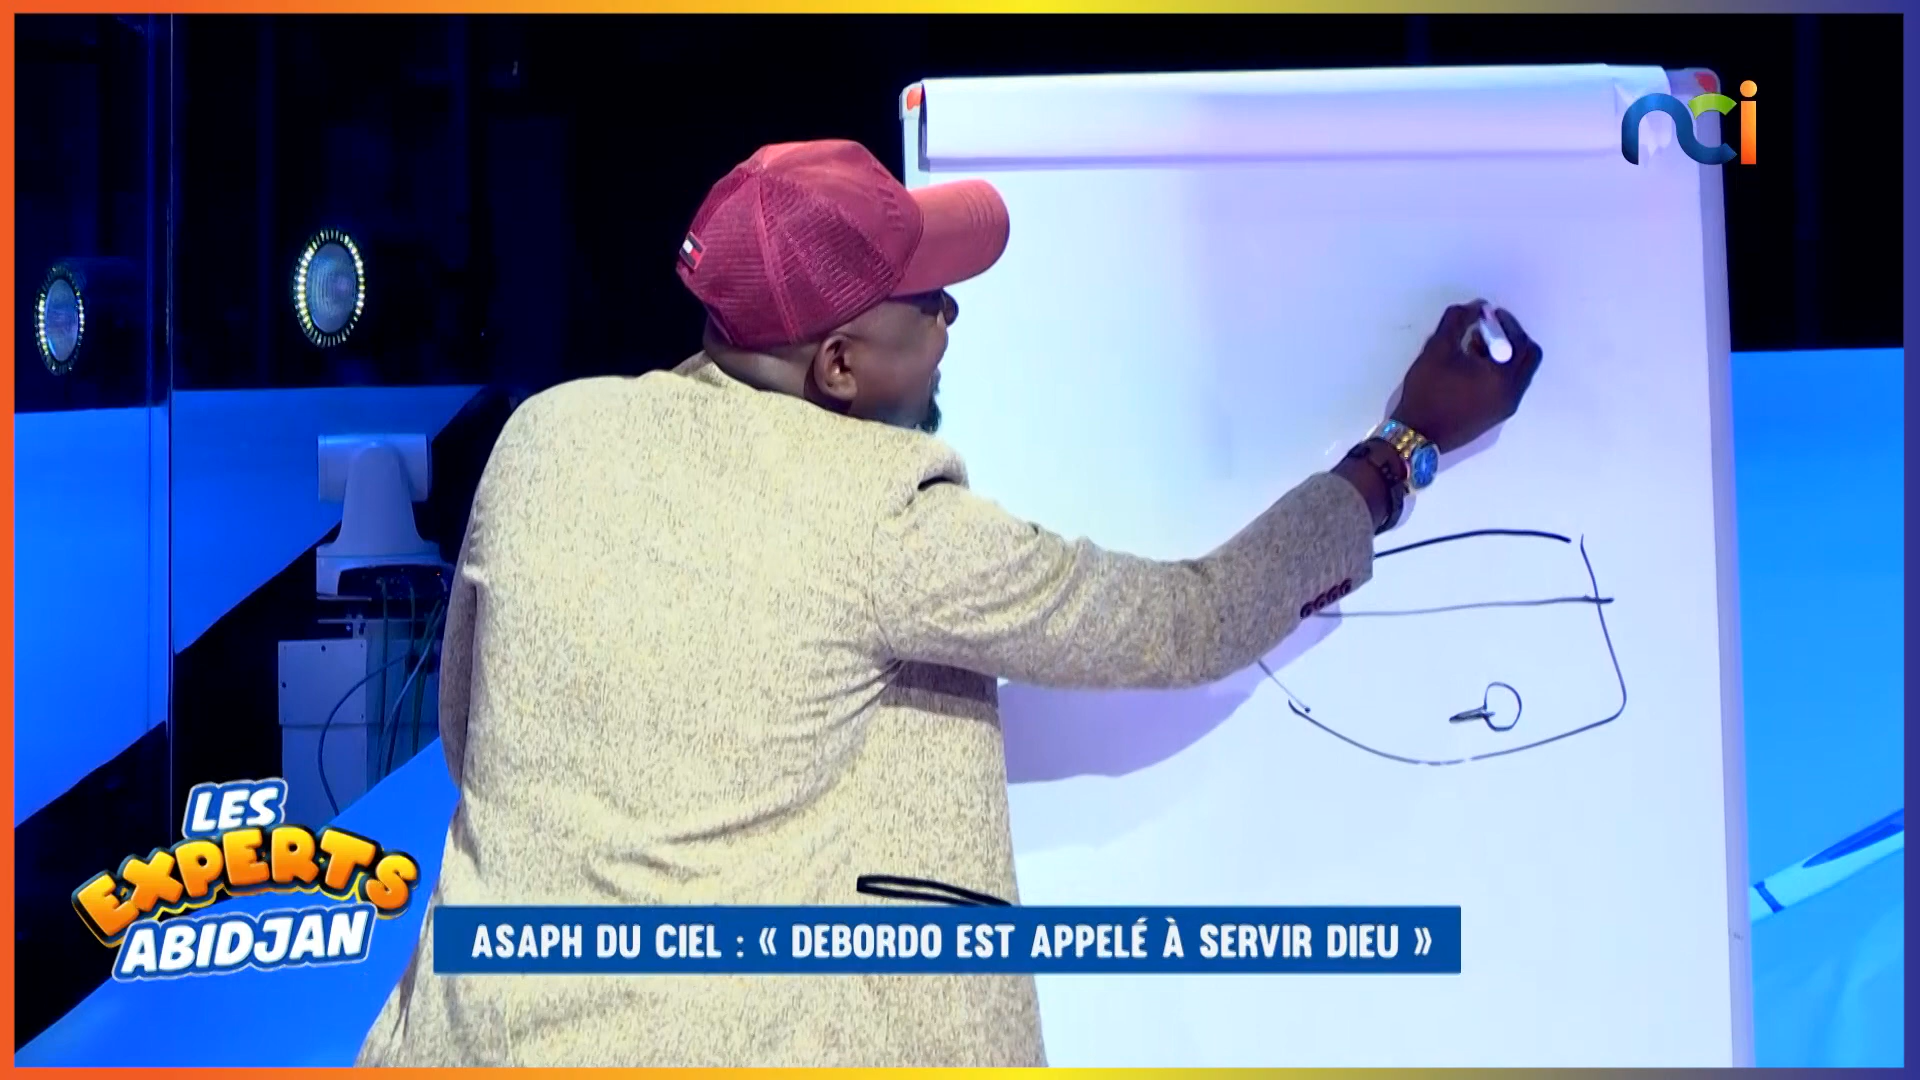 nci
LES
EXPERTS
ABIDJAN
ASAPH DU CIEL : « DEBORDO EST APPELÉ À SERVIR DIEU »